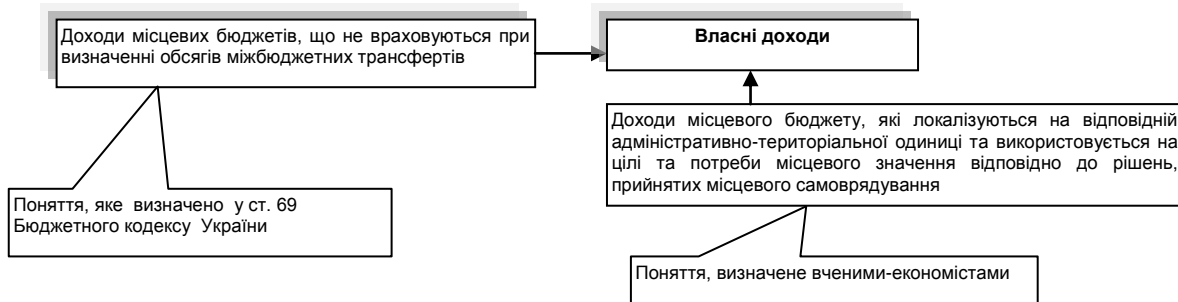 Доходи місцевих бюджетів, що не враховуються при
визначенні обсягів міжбюджетних трансфертів
Власні доходи
Доходи місцевого бюджету, які локалізуються на відповідній
адміністративно-територіальної одиниці та використовується на
цілі та потреби місцевого значення відповідно до рішень,
прийнятих місцевого самоврядування
Поняття, яке визначено у ст. 69
Бюджетного кодексу України
Поняття, визначене вченими-економістами